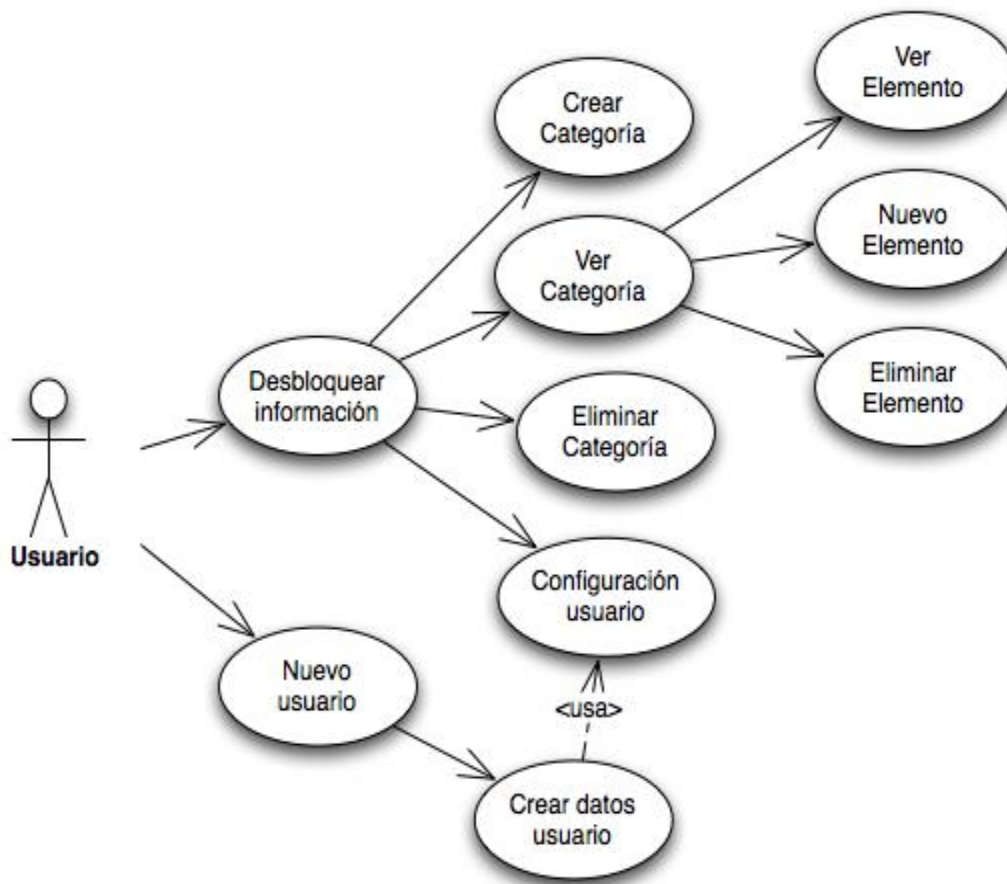 Ver
Elemento
Crear
Categoría
Nuevo
Elemento
Ver
Categoría
Desbloquear
información
Eliminar
Elemento
Eliminar
Categoría
Usuario
Configuración
usuario
Nuevo
usuario
<usa>
Crear datos
usuario